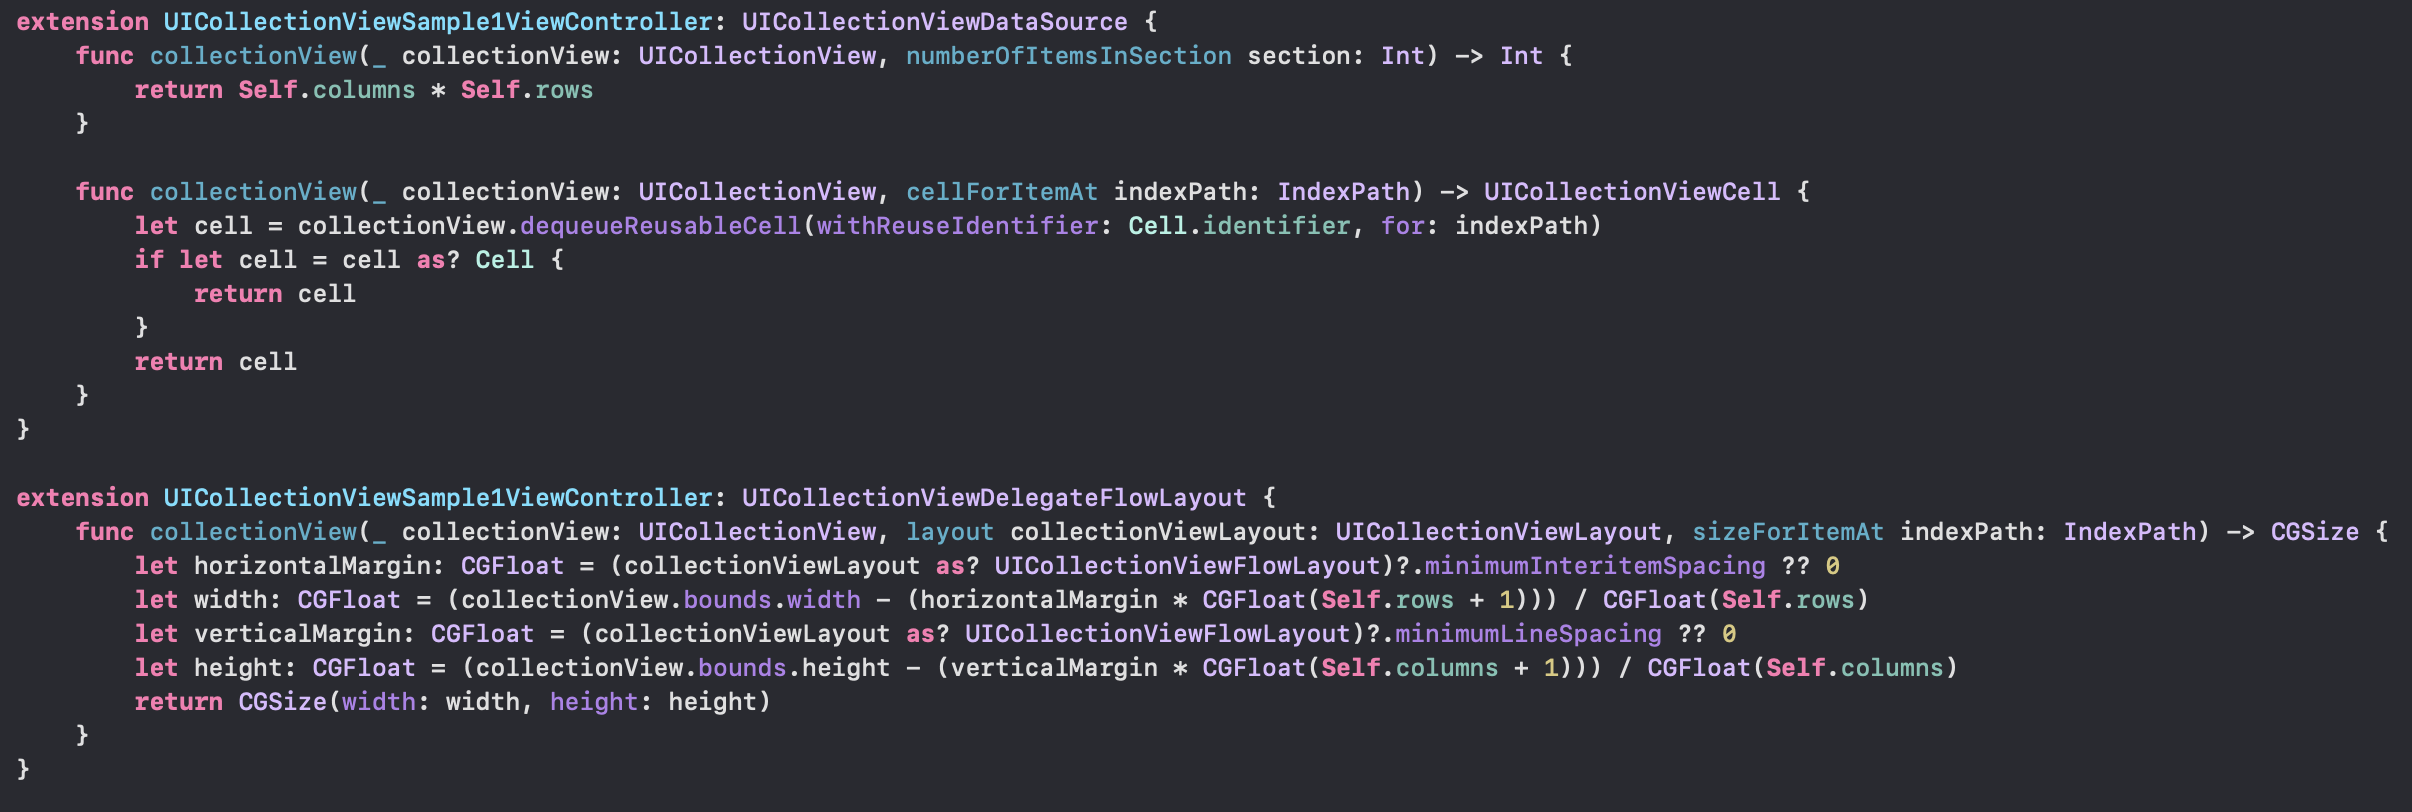 extension UICollectionViewSample1ViewController: UICollectionViewDataSource {
    func collectionView(_ collectionView: UICollectionView, numberOfItemsInSection section: Int) -> Int {
        return Self.columns * Self.rows
    }

    func collectionView(_ collectionView: UICollectionView, cellForItemAt indexPath: IndexPath) -> UICollectionViewCell {
        let cell = collectionView.dequeueReusableCell(withReuseIdentifier: Cell.identifier, for: indexPath)
        if let cell = cell as? Cell {
            return cell
        }
        return cell
    }
}

extension UICollectionViewSample1ViewController: UICollectionViewDelegateFlowLayout {
    func collectionView(_ collectionView: UICollectionView, layout collectionViewLayout: UICollectionViewLayout, sizeForItemAt indexPath: IndexPath) -> CGSize {
        let horizontalMargin: CGFloat = (collectionViewLayout as? UICollectionViewFlowLayout)?.minimumInteritemSpacing ?? 0
        let width: CGFloat = (collectionView.bounds.width - (horizontalMargin * CGFloat(Self.rows + 1))) / CGFloat(Self.rows)
        let verticalMargin: CGFloat = (collectionViewLayout as? UICollectionViewFlowLayout)?.minimumLineSpacing ?? 0
        let height: CGFloat = (collectionView.bounds.height - (verticalMargin * CGFloat(Self.columns + 1))) / CGFloat(Self.columns)
        return CGSize(width: width, height: height)
    }
}